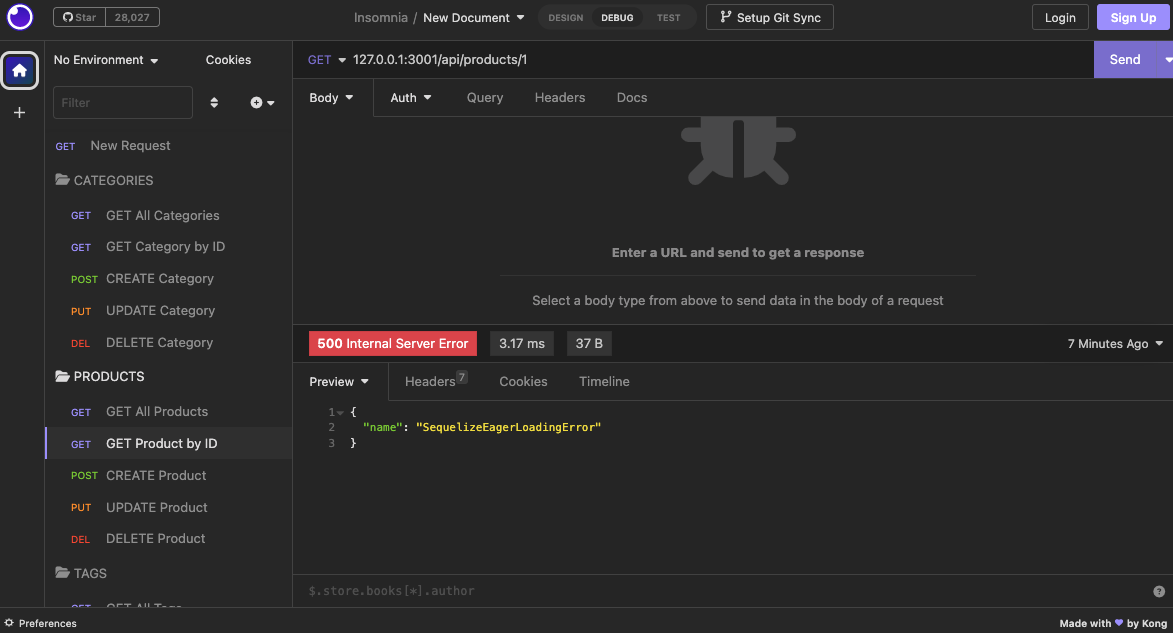 Star 28,027
Insomnia / New Document
DESIGN DEBUG TEST
Setup Git Sync
Login
Sign Up
No Environment
Cookies
Filter
GET New Request
CATEGORIES
GET GET All Categories
GET GET Category by ID
POST CREATE Category
PUT UPDATE Category
DEL DELETE Category
PRODUCTS
GET GET All Products
GET GET Product by ID
POST CREATE Product
PUT UPDATE Product
DEL DELETE Product
TAGS
GET GET All Tags
GET 127.0.0.1:3001/api/products/1
Send
Body Auth Query Headers Docs
Enter a URL and send to get a response
Select a body type from above to send data in the body of a request
500 Internal Server Error 3.17 ms 37 B 7 Minutes Ago
Preview Headers 7 Cookies Timeline
1 {
2 "name": "SequelizeEagerLoadingError"
3 }
$.store.books[*].author
Preferences
Made with ♥ by Kong